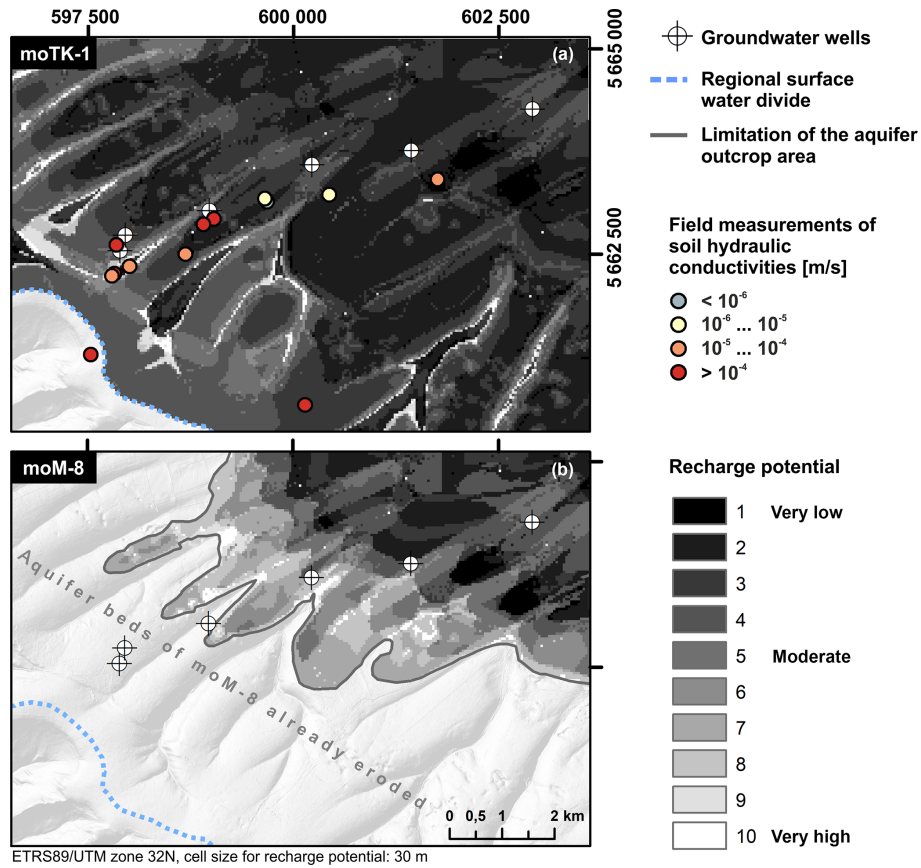 597 500
600 000
602 500
moTK-1
(a)
5 665 000
5 662 500
Groundwater wells
Regional surface
water divide
Limitation of the aquifer
outcrop area
Field measurements of
soil hydraulic
conductivities [m/s]
< 10-6
10-6 ... 10-5
10-5 ... 10-4
> 10-4
moM-8
(b)
Aquifer beds of moM-8 already eroded
0 0,5 1 2 km
Recharge potential
1 Very low
2
3
4
5 Moderate
6
7
8
9
10 Very high
ETRS89/UTM zone 32N, cell size for recharge potential: 30 m